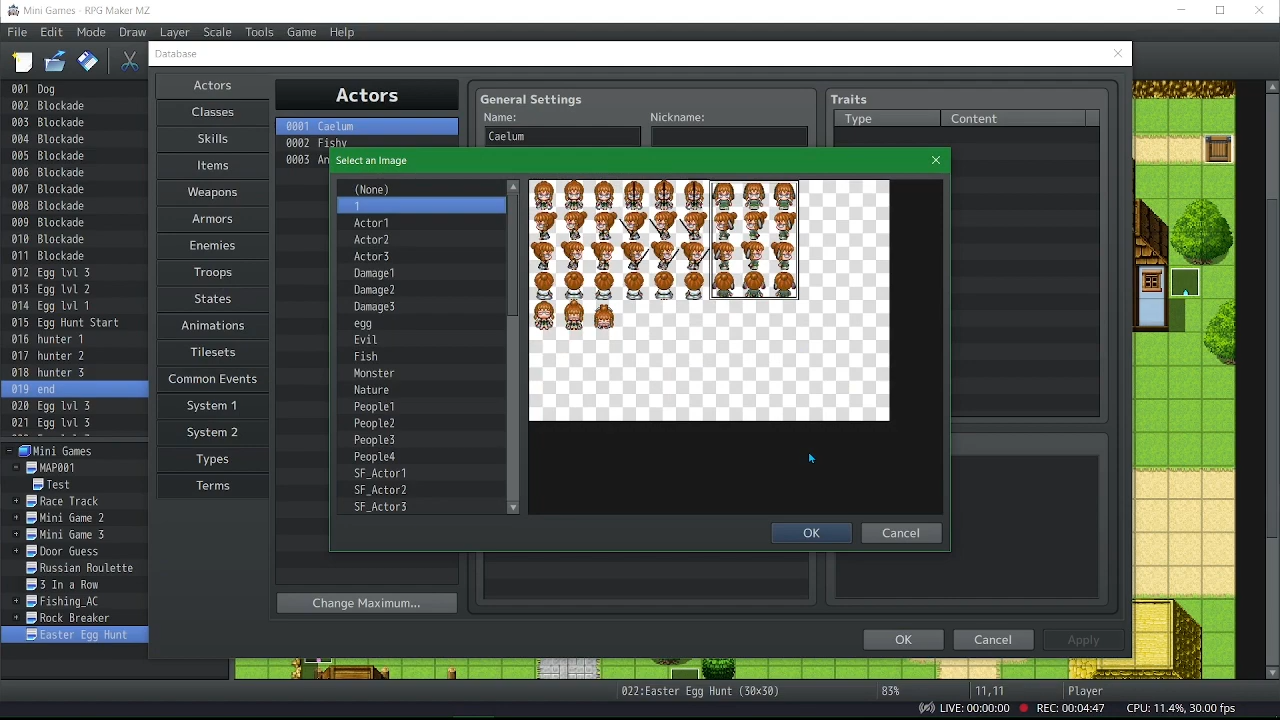 Mini Games - RPG Maker MZ
File Edit Mode Draw Layer Scale Tools Game Help
Database
001 Dog
002 Blockade
003 Blockade
004 Blockade
005 Blockade
006 Blockade
007 Blockade
008 Blockade
009 Blockade
010 Blockade
011 Blockade
012 Egg lvl 3
013 Egg lvl 2
014 Egg lvl 1
015 Egg Hunt Start
016 hunter 1
017 hunter 2
018 hunter 3
019 end
020 Egg lvl 3
021 Egg lvl 3
Mini Games
MAP001
Test
Race Track
Mini Game 2
Mini Game 3
Door Guess
Russian Roulette
3 In a Row
Fishing_AC
Rock Breaker
Easter Egg Hunt
Actors
Classes
Skills
Items
Weapons
Armors
Enemies
Troops
States
Animations
Tilesets
Common Events
System 1
System 2
Types
Terms
Actors
0001 Caelum
0002 Fishy
0003 An
Change Maximum...
General Settings
Name:
Nickname:
Caelum
Traits
Type
Content
Select an Image
(None)
1
Actor1
Actor2
Actor3
Damage1
Damage2
Damage3
egg
Evil
Fish
Monster
Nature
People1
People2
People3
People4
SF_Actor1
SF_Actor2
SF_Actor3
OK
Cancel
OK
Cancel
Apply
022:Easter Egg Hunt (30x30)
83%
11,11
Player
LIVE: 00:00:00
REC: 00:04:47
CPU: 11.4%, 30.00 fps